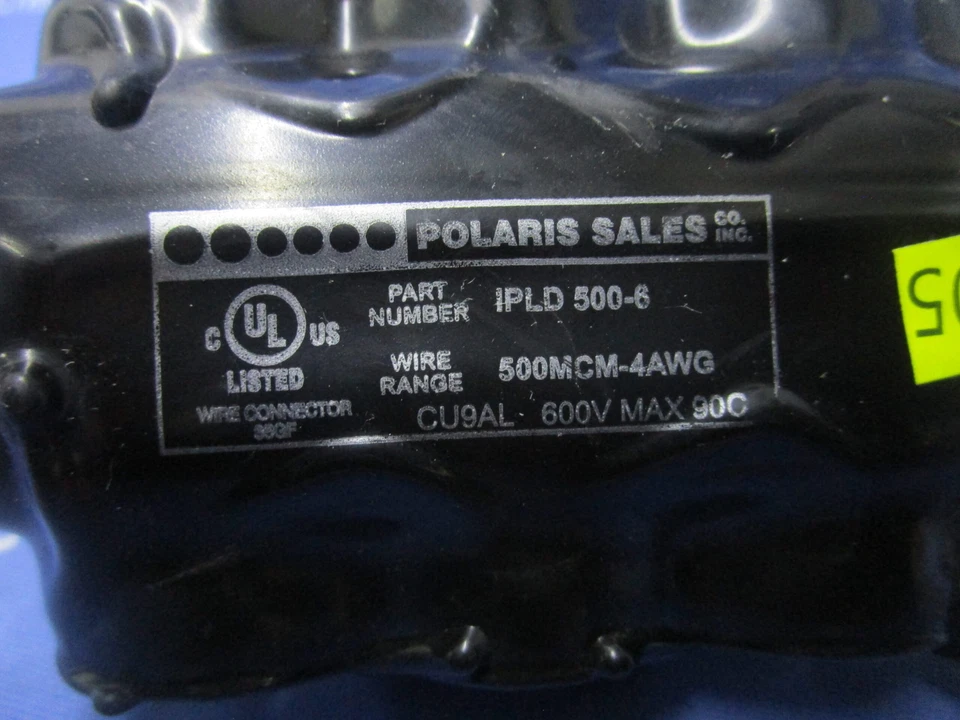 POLARIS SALES CO. INC.
C UL US
LISTED
WIRE CONNECTOR
PART NUMBER IPLD 500-6
WIRE RANGE 500MCM-4AWG
CU9AL 600V MAX 90C
05